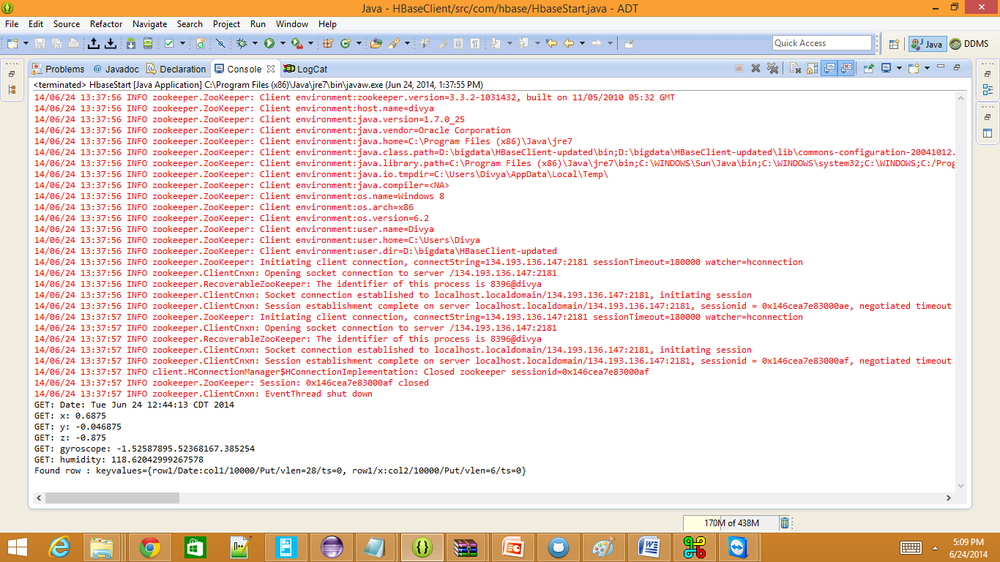 Java - HBaseClient/src/com/hbase/HbaseStart.java - ADT
File Edit Source Refactor Navigate Search Project Run Window Help
Quick Access Java DDMS
Problems @ Javadoc Declaration Console LogCat
<terminated> HbaseStart [Java Application] C:\Program Files (x86)\Java\jre7\bin\javaw.exe (Jun 24, 2014, 1:37:55 PM)
14/06/24 13:37:56 INFO zookeeper.ZooKeeper: Client environment:zookeeper.version=3.3.2-1031432, built on 11/05/2010 05:32 GMT
14/06/24 13:37:56 INFO zookeeper.ZooKeeper: Client environment:host.name=divya
14/06/24 13:37:56 INFO zookeeper.ZooKeeper: Client environment:java.version=1.7.0_25
14/06/24 13:37:56 INFO zookeeper.ZooKeeper: Client environment:java.vendor=Oracle Corporation
14/06/24 13:37:56 INFO zookeeper.ZooKeeper: Client environment:java.home=C:\Program Files (x86)\Java\jre7
14/06/24 13:37:56 INFO zookeeper.ZooKeeper: Client environment:java.class.path=D:\bigdata\HBaseClient-updated\bin;D:\bigdata\HBaseClient-updated\lib\commons-configuration-20041012.
14/06/24 13:37:56 INFO zookeeper.ZooKeeper: Client environment:java.library.path=C:\Program Files (x86)\Java\jre7\bin;C:\WINDOWS\Sun\Java\bin;C:\WINDOWS\system32;C:\WINDOWS;C:/Prog
14/06/24 13:37:56 INFO zookeeper.ZooKeeper: Client environment:java.io.tmpdir=C:\Users\Divya\AppData\Local\Temp\
14/06/24 13:37:56 INFO zookeeper.ZooKeeper: Client environment:java.compiler=<NA>
14/06/24 13:37:56 INFO zookeeper.ZooKeeper: Client environment:os.name=Windows 8
14/06/24 13:37:56 INFO zookeeper.ZooKeeper: Client environment:os.arch=x86
14/06/24 13:37:56 INFO zookeeper.ZooKeeper: Client environment:os.version=6.2
14/06/24 13:37:56 INFO zookeeper.ZooKeeper: Client environment:user.name=Divya
14/06/24 13:37:56 INFO zookeeper.ZooKeeper: Client environment:user.home=C:\Users\Divya
14/06/24 13:37:56 INFO zookeeper.ZooKeeper: Client environment:user.dir=D:\bigdata\HBaseClient-updated
14/06/24 13:37:56 INFO zookeeper.ZooKeeper: Initiating client connection, connectString=134.193.136.147:2181 sessionTimeout=180000 watcher=hconnection
14/06/24 13:37:56 INFO zookeeper.ClientCnxn: Opening socket connection to server /134.193.136.147:2181
14/06/24 13:37:56 INFO zookeeper.RecoverableZooKeeper: The identifier of this process is 8396@divya
14/06/24 13:37:56 INFO zookeeper.ClientCnxn: Socket connection established to localhost.localdomain/134.193.136.147:2181, initiating session
14/06/24 13:37:56 INFO zookeeper.ClientCnxn: Session establishment complete on server localhost.localdomain/134.193.136.147:2181, sessionid = 0x146cea7e83000ae, negotiated timeout
14/06/24 13:37:57 INFO zookeeper.ZooKeeper: Initiating client connection, connectString=134.193.136.147:2181 sessionTimeout=180000 watcher=hconnection
14/06/24 13:37:57 INFO zookeeper.ClientCnxn: Opening socket connection to server /134.193.136.147:2181
14/06/24 13:37:57 INFO zookeeper.RecoverableZooKeeper: The identifier of this process is 8396@divya
14/06/24 13:37:57 INFO zookeeper.ClientCnxn: Socket connection established to localhost.localdomain/134.193.136.147:2181, initiating session
14/06/24 13:37:57 INFO zookeeper.ClientCnxn: Session establishment complete on server localhost.localdomain/134.193.136.147:2181, sessionid = 0x146cea7e83000af, negotiated timeout
14/06/24 13:37:57 INFO client.HConnectionManager$HConnectionImplementation: Closed zookeeper sessionid=0x146cea7e83000af
14/06/24 13:37:57 INFO zookeeper.ZooKeeper: Session: 0x146cea7e83000af closed
14/06/24 13:37:57 INFO zookeeper.ClientCnxn: EventThread shut down
GET: Date: Tue Jun 24 12:44:13 CDT 2014
GET: x: 0.6875
GET: y: -0.046875
GET: z: -0.875
GET: gyroscope: -1.52587895.52368167.385254
GET: humidity: 118.62042999267578
Found row : keyvalues={row1/Date:col1/10000/Put/vlen=28/ts=0, row1/x:col2/10000/Put/vlen=6/ts=0}
170M of 438M
5:09 PM
6/24/2014